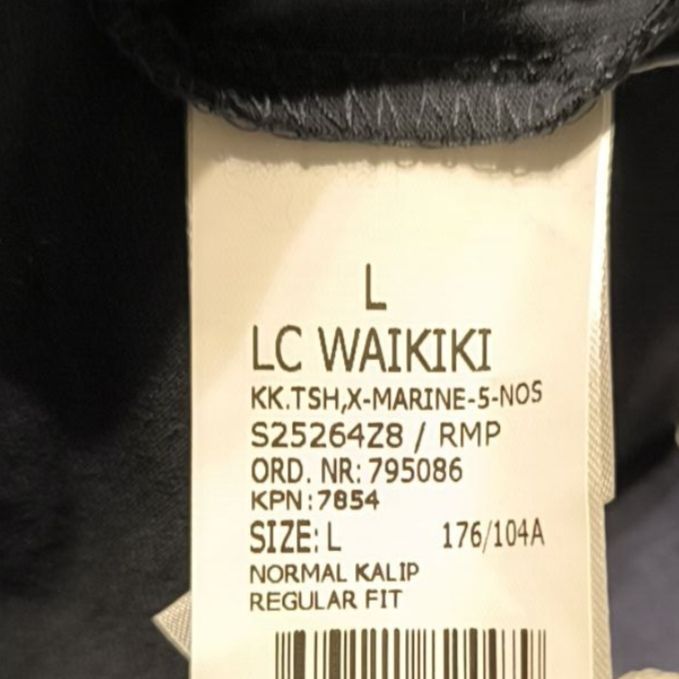 L
LC WAIKIKI
KK.TSH,X-MARINE-5-NOS
S25264Z8 / RMP
ORD. NR: 795086
KPN:7854
SIZE: L 176/104A
NORMAL KALIP
REGULAR FIT